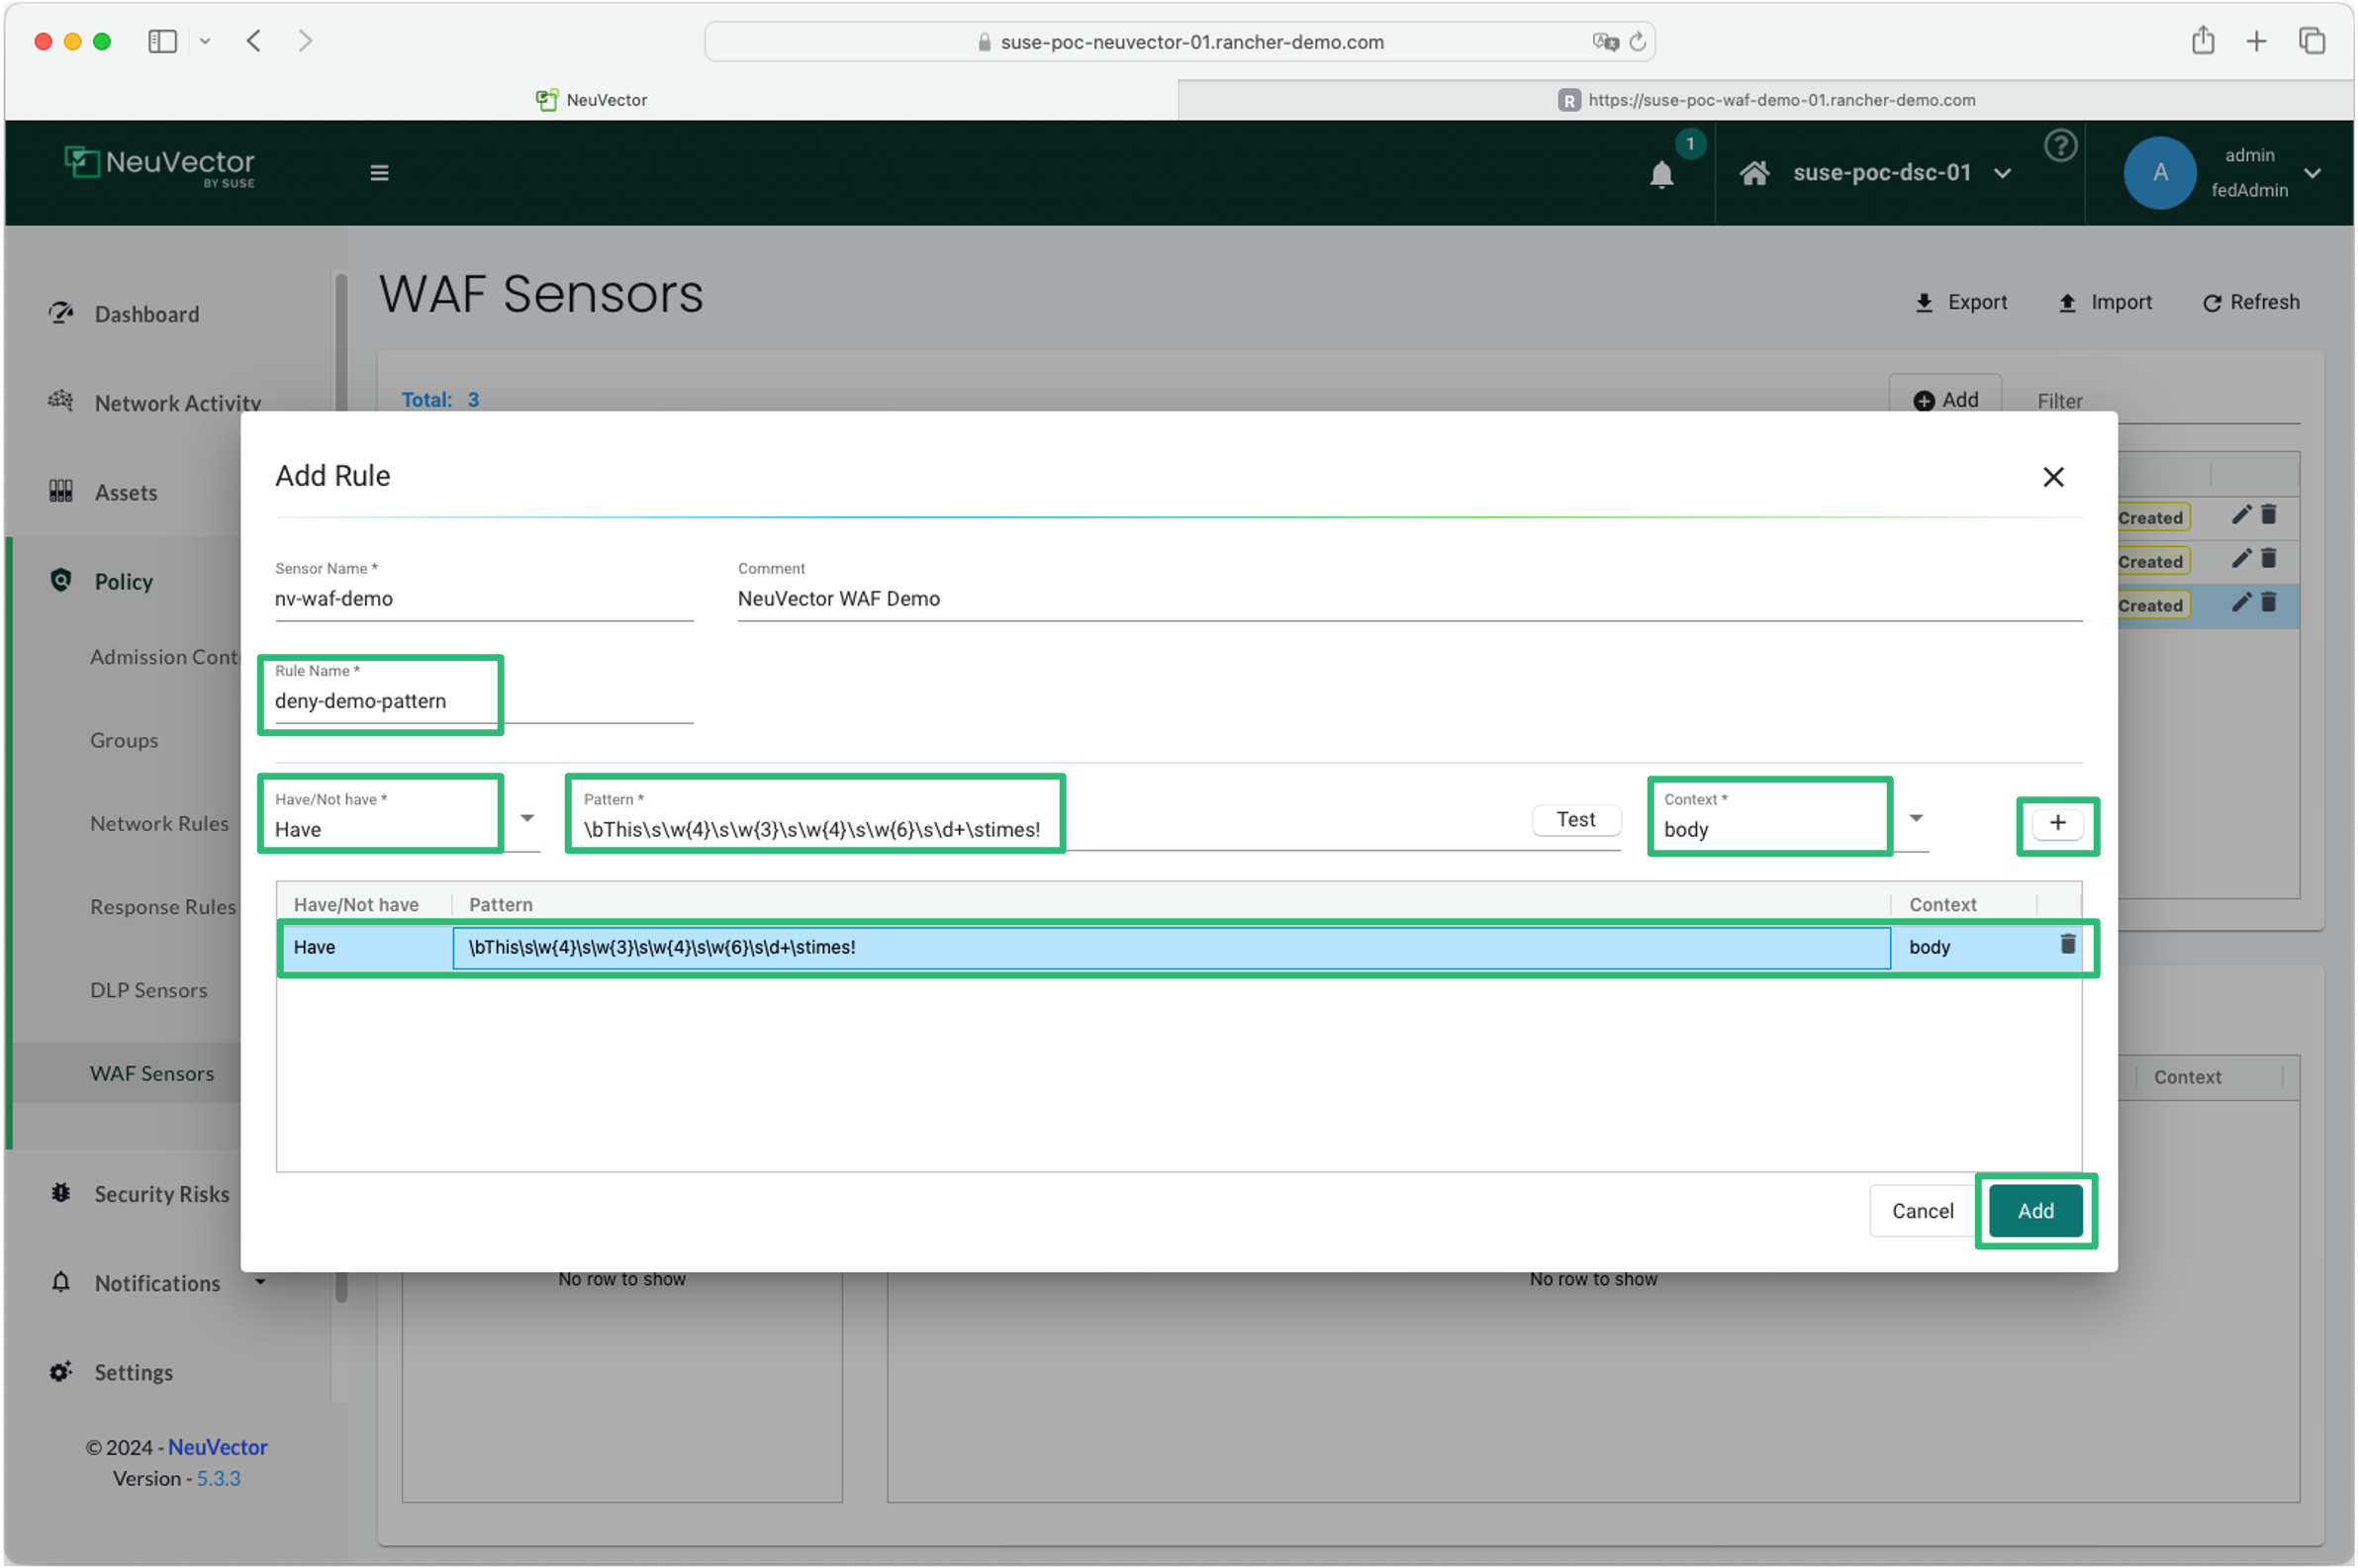 suse-poc-neuvector-01.rancher-demo.com
NeuVector
R https://suse-poc-waf-demo-01.rancher-demo.com
NeuVector
BY SUSE
1
suse-poc-dsc-01
?
A
admin
fedAdmin
WAF Sensors
Export
Import
Refresh
Dashboard
Network Activity
Assets
Policy
Admission Cont
Groups
Network Rules
Response Rules
DLP Sensors
WAF Sensors
Security Risks
Notifications
Settings
© 2024 - NeuVector
Version - 5.3.3
Total: 3
Add
Filter
Created
Created
Created
Add Rule
Sensor Name *
nv-waf-demo
Comment
NeuVector WAF Demo
Rule Name *
deny-demo-pattern
Have/Not have *
Have
Pattern *
\bThis\s\w{4}\s\w{3}\s\w{4}\s\w{6}\s\d+\stimes!
Test
Context *
body
+
Have/Not have Pattern Context
Have \bThis\s\w{4}\s\w{3}\s\w{4}\s\w{6}\s\d+\stimes! body
Cancel
Add
Context
No row to show
No row to show